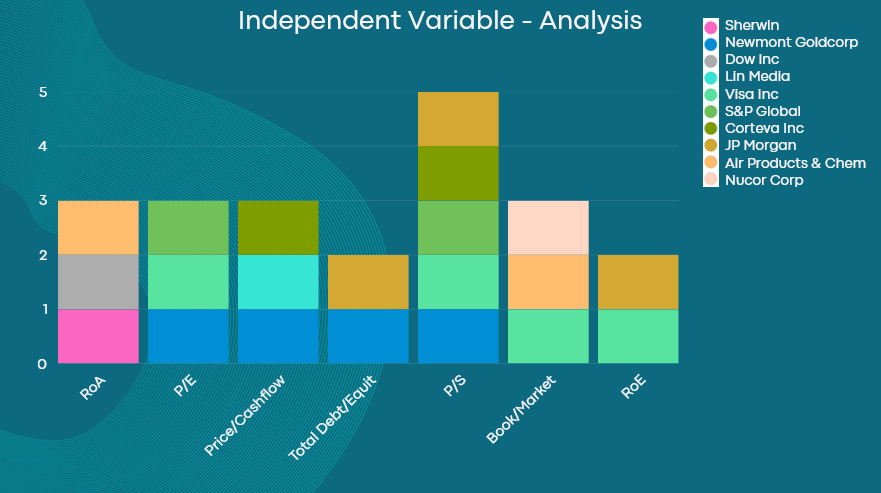 Independent Variable - Analysis
Sherwin
Newmont Goldcorp
Dow Inc
Lin Media
Visa Inc
S&P Global
Corteva Inc
JP Morgan
Air Products & Chem
Nucor Corp
5
4
3
2
1
0
RoA
P/E
Price/Cashflow
Total Debt/Equit
P/S
Book/Market
RoE